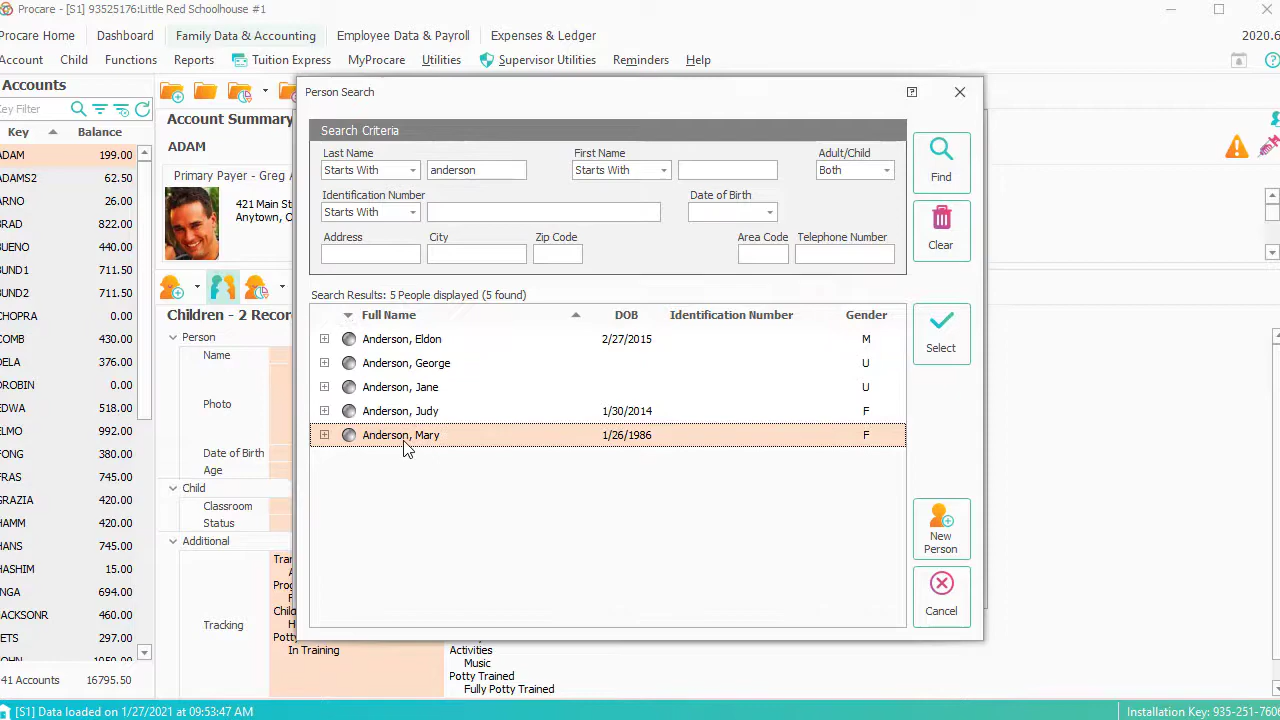 Procare - [S1] 93525176:Little Red Schoolhouse #1
Procare Home Dashboard Family Data & Accounting Employee Data & Payroll Expenses & Ledger 2020.6
Account Child Functions Reports Tuition Express MyProcare Utilities Supervisor Utilities Reminders Help
Accounts
Key Filter
Key Balance
ADAM 199.00
ADAMS2 62.50
ARNO 26.00
BRAD 822.00
BUENO 440.00
BUND1 271.50
BUND2 293.50
CHOPRA 0.00
COMB 430.00
DELA 376.00
DROBIN 0.00
EDWA 518.00
ELMO 992.00
FONG 380.00
FRAS 745.00
GRAZIA 420.00
HAMM 420.00
HANS 745.00
HASHIM 15.00
INGA 694.00
JACKSONR 460.00
JETS 297.00
41 Accounts 16795.50
Account Summary
ADAM
Primary Payer - Greg A
421 Main St
Anytown, O
Children - 2 Recor
Person
Name
Photo
Date of Birth
Age
Child
Classroom
Status
Additional
Tracking
In Training
Activities
Music
Potty Trained
Fully Potty Trained
Person Search
Search Criteria
Last Name First Name Adult/Child
Starts With anderson Starts With Both
Identification Number Date of Birth
Starts With
Address City Zip Code Area Code Telephone Number
Find
Clear
Search Results: 5 People displayed (5 found)
Full Name DOB Identification Number Gender
Anderson, Eldon 2/27/2015 M
Anderson, George U
Anderson, Jane U
Anderson, Judy 1/30/2014 F
Anderson, Mary 1/26/1986 F
Select
New
Person
Cancel
[S1] Data loaded on 1/27/2021 at 09:53:47 AM Installation Key: 935-251-7606